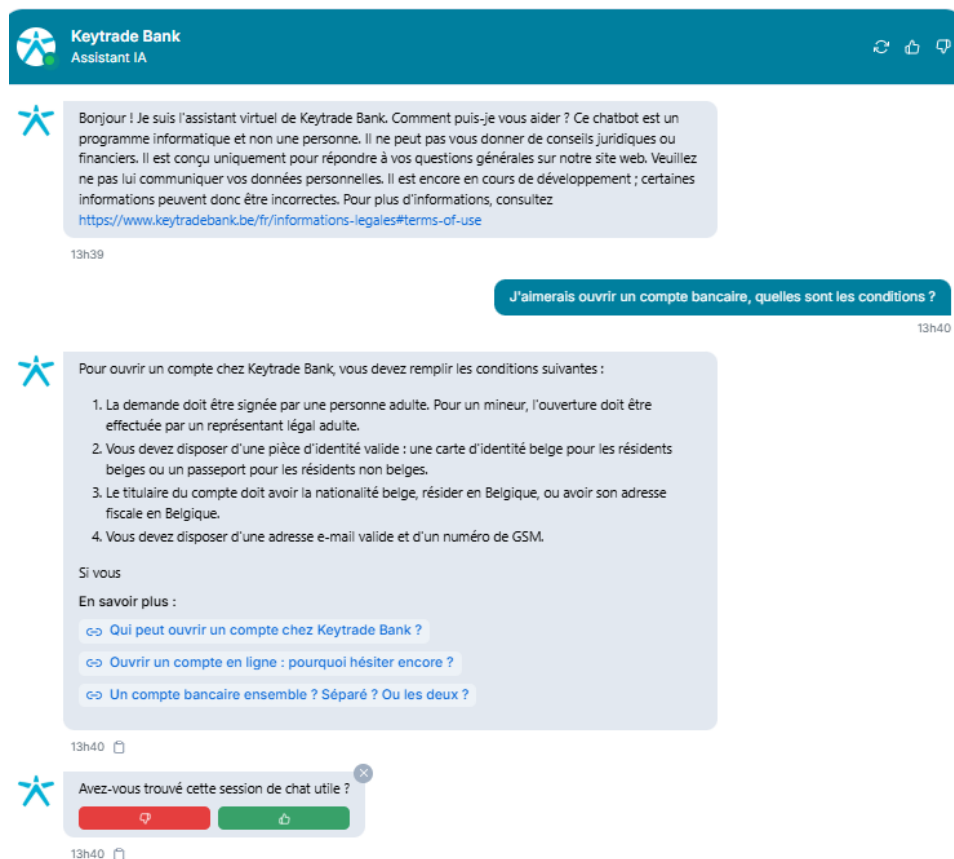 Keytrade Bank
Assistant IA
Bonjour ! Je suis l'assistant virtuel de Keytrade Bank. Comment puis-je vous aider ? Ce chatbot est un
programme informatique et non une personne. Il ne peut pas vous donner de conseils juridiques ou
financiers. Il est conçu uniquement pour répondre à vos questions générales sur notre site web. Veuillez
ne pas lui communiquer vos données personnelles. Il est encore en cours de développement ; certaines
informations peuvent donc être incorrectes. Pour plus d'informations, consultez
https://www.keytradebank.be/fr/informations-legales#terms-of-use
13h39
J'aimerais ouvrir un compte bancaire, quelles sont les conditions ?
13h40
Pour ouvrir un compte chez Keytrade Bank, vous devez remplir les conditions suivantes :
1. La demande doit être signée par une personne adulte. Pour un mineur, l'ouverture doit être
effectuée par un représentant légal adulte.
2. Vous devez disposer d'une pièce d'identité valide : une carte d'identité belge pour les résidents
belges ou un passeport pour les résidents non belges.
3. Le titulaire du compte doit avoir la nationalité belge, résider en Belgique, ou avoir son adresse
fiscale en Belgique.
4. Vous devez disposer d'une adresse e-mail valide et d'un numéro de GSM.
Si vous
En savoir plus :
Qui peut ouvrir un compte chez Keytrade Bank ?
Ouvrir un compte en ligne : pourquoi hésiter encore ?
Un compte bancaire ensemble ? Séparé ? Ou les deux ?
13h40
Avez-vous trouvé cette session de chat utile ?
13h40